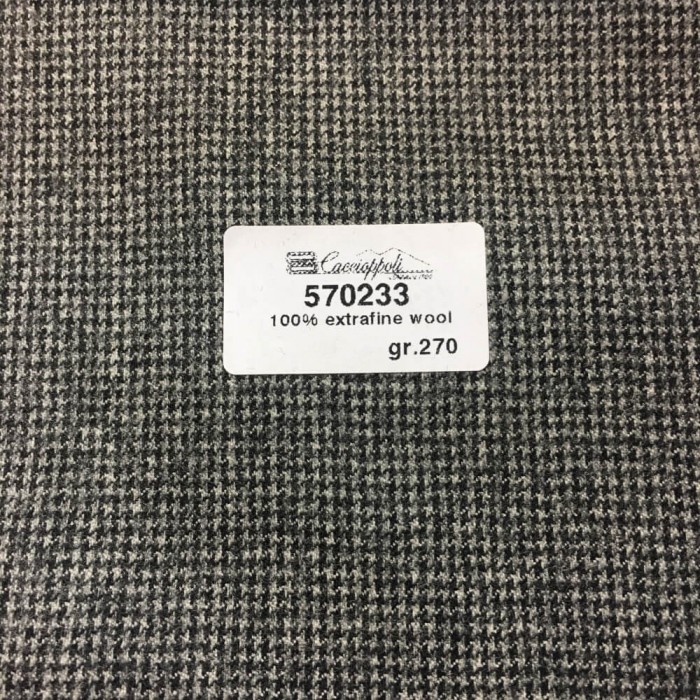 Caccioppoli
570233
100% extrafine wool
gr.270